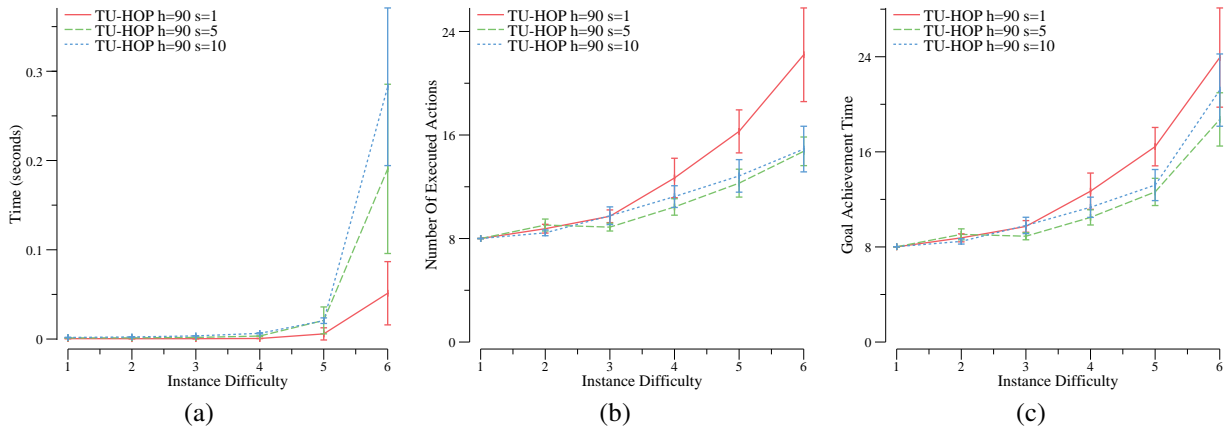 TU-HOP h=90 s=1
TU-HOP h=90 s=5
TU-HOP h=90 s=10
0.3
0.2
0.1
0
Time (seconds)
1 2 3 4 5 6
Instance Difficulty
(a)
TU-HOP h=90 s=1
TU-HOP h=90 s=5
TU-HOP h=90 s=10
24
16
8
0
Number Of Executed Actions
1 2 3 4 5 6
Instance Difficulty
(b)
TU-HOP h=90 s=1
TU-HOP h=90 s=5
TU-HOP h=90 s=10
24
16
8
0
Goal Achievement Time
1 2 3 4 5 6
Instance Difficulty
(c)